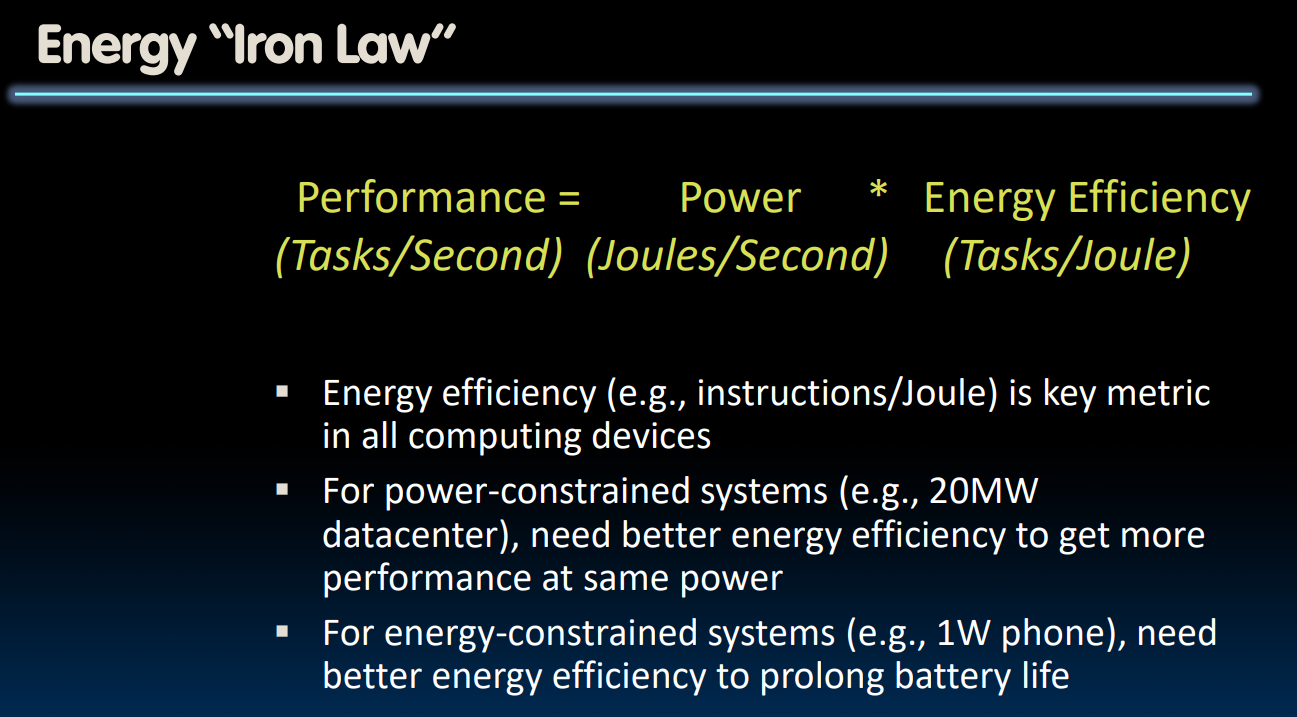 Energy “Iron Law”
Performance = Power * Energy Efficiency
(Tasks/Second) (Joules/Second) (Tasks/Joule)
▪ Energy efficiency (e.g., instructions/Joule) is key metric
in all computing devices
▪ For power-constrained systems (e.g., 20MW
datacenter), need better energy efficiency to get more
performance at same power
▪ For energy-constrained systems (e.g., 1W phone), need
better energy efficiency to prolong battery life